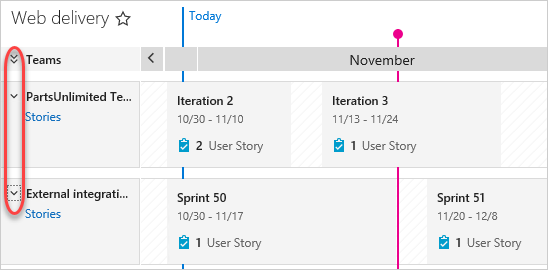 Web delivery
Today
Teams
November
PartsUnlimited Te...
Stories
Iteration 2
10/30 - 11/10
2 User Story
Iteration 3
11/13 - 11/24
1 User Story
External integrati...
Stories
Sprint 50
10/30 - 11/17
1 User Story
Sprint 51
11/20 - 12/8
1 User Story